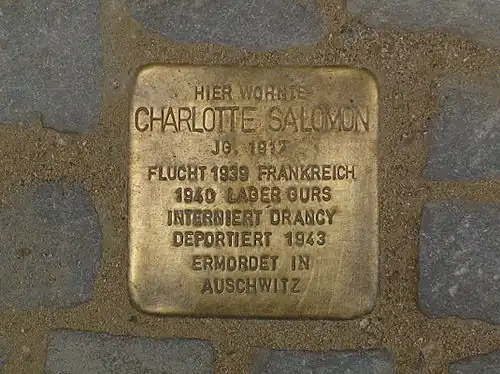 HIER WOHNTE
CHARLOTTE SALOMON
JG. 1917
FLUCHT 1939 FRANKREICH
1940 LAGER GURS
INTERNIERT DRANCY
DEPORTIERT 1943
ERMORDET IN
AUSCHWITZ